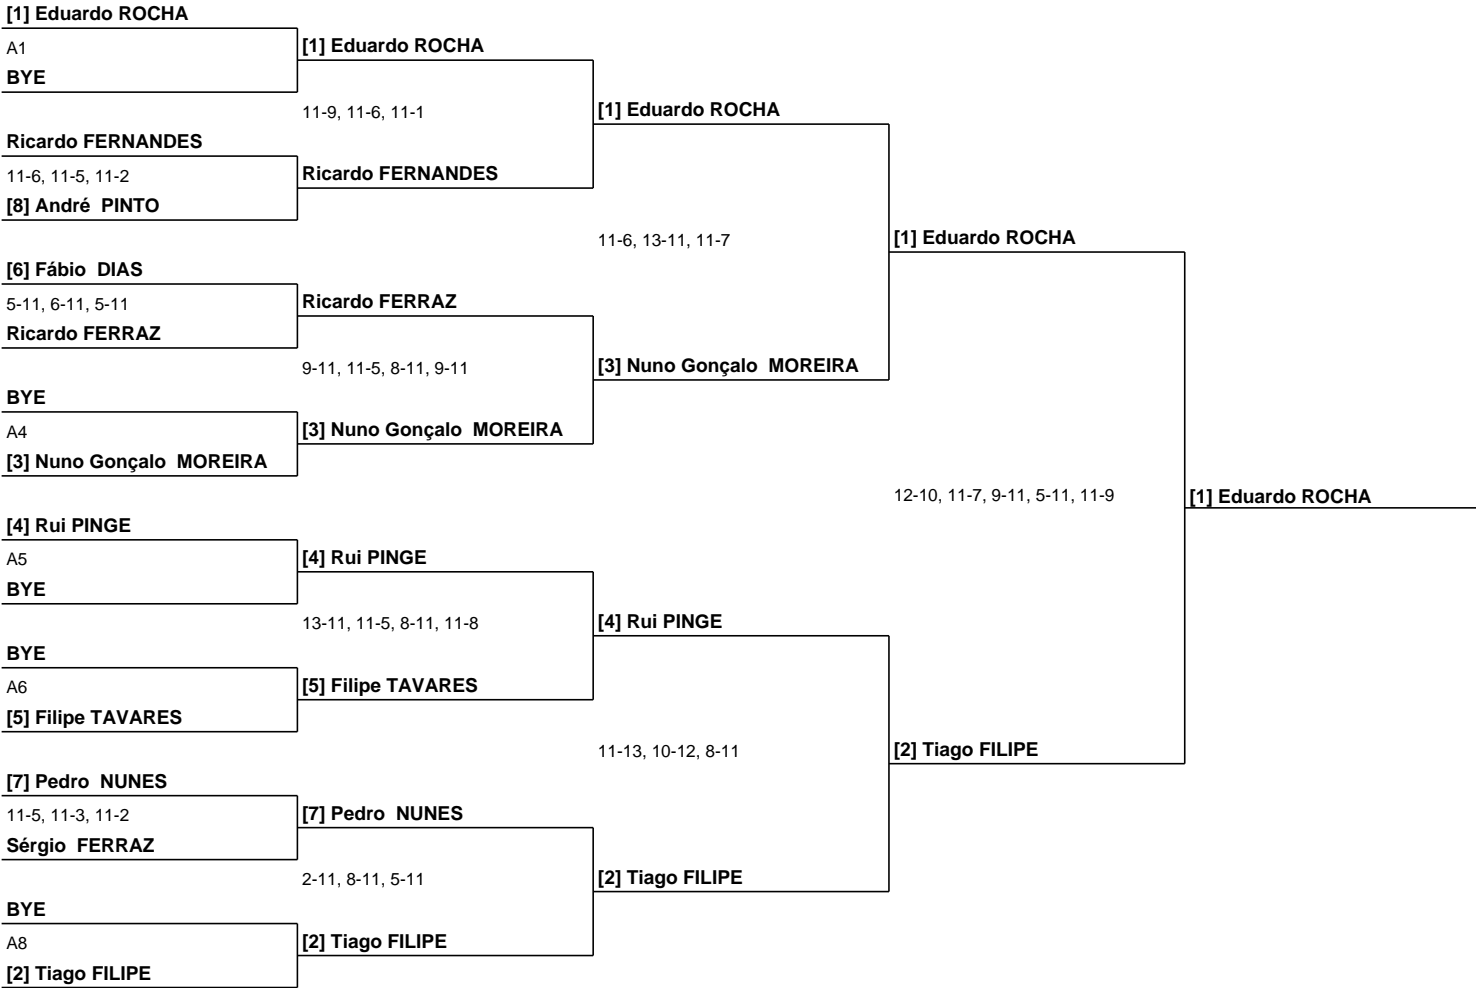 [1] Eduardo ROCHA
A1
BYE
Ricardo FERNANDES
11-6, 11-5, 11-2
[8] André  PINTO
[6] Fábio  DIAS
5-11, 6-11, 5-11
Ricardo FERRAZ
BYE
A4
[3] Nuno Gonçalo  MOREIRA
[4] Rui PINGE
A5
BYE
BYE
A6
[5] Filipe TAVARES
[7] Pedro  NUNES
11-5, 11-3, 11-2
Sérgio  FERRAZ
BYE
A8
[2] Tiago FILIPE
[1] Eduardo ROCHA
11-9, 11-6, 11-1
Ricardo FERNANDES
Ricardo FERRAZ
9-11, 11-5, 8-11, 9-11
[3] Nuno Gonçalo  MOREIRA
[4] Rui PINGE
13-11, 11-5, 8-11, 11-8
[5] Filipe TAVARES
[7] Pedro  NUNES
2-11, 8-11, 5-11
[2] Tiago FILIPE
[1] Eduardo ROCHA
11-6, 13-11, 11-7
[3] Nuno Gonçalo  MOREIRA
[4] Rui PINGE
11-13, 10-12, 8-11
[2] Tiago FILIPE
[1] Eduardo ROCHA
12-10, 11-7, 9-11, 5-11, 11-9
[2] Tiago FILIPE
[1] Eduardo ROCHA